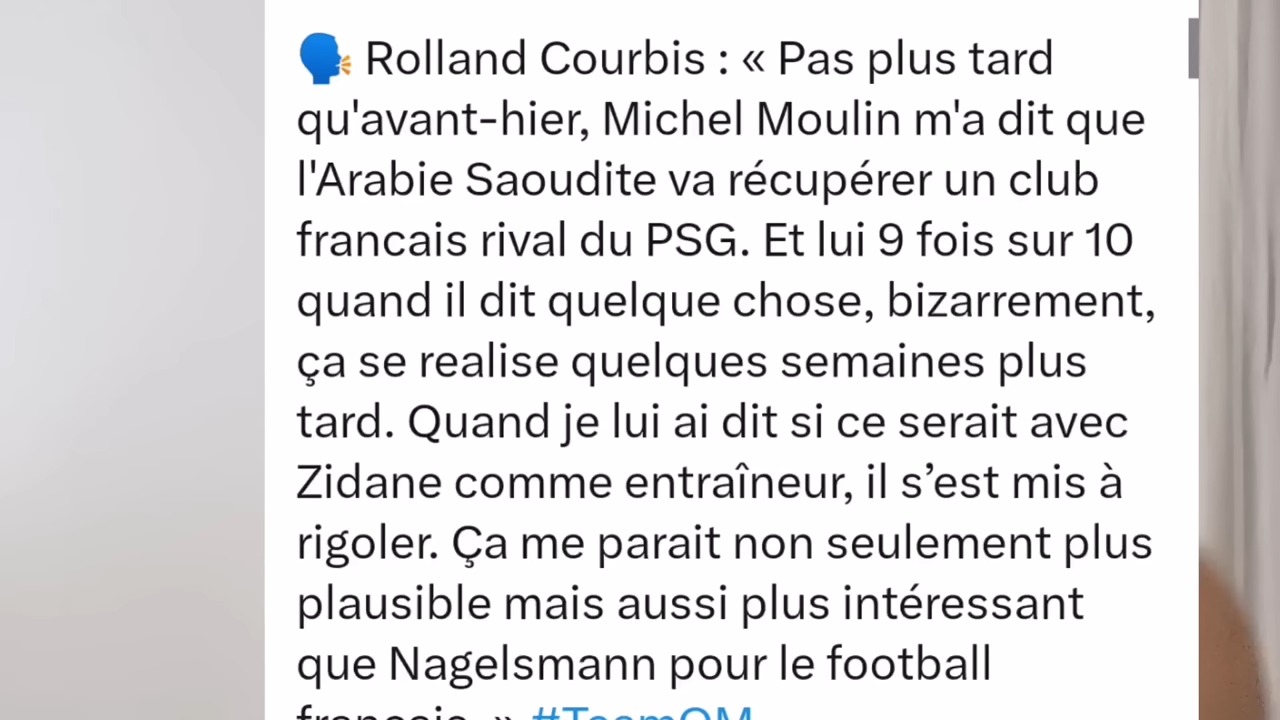 Rolland Courbis : « Pas plus tard
qu'avant-hier, Michel Moulin m'a dit que
l'Arabie Saoudite va récupérer un club
francais rival du PSG. Et lui 9 fois sur 10
quand il dit quelque chose, bizarrement,
ça se realise quelques semaines plus
tard. Quand je lui ai dit si ce serait avec
Zidane comme entraîneur, il s’est mis à
rigoler. Ça me parait non seulement plus
plausible mais aussi plus intéressant
que Nagelsmann pour le football
» #TeamOM